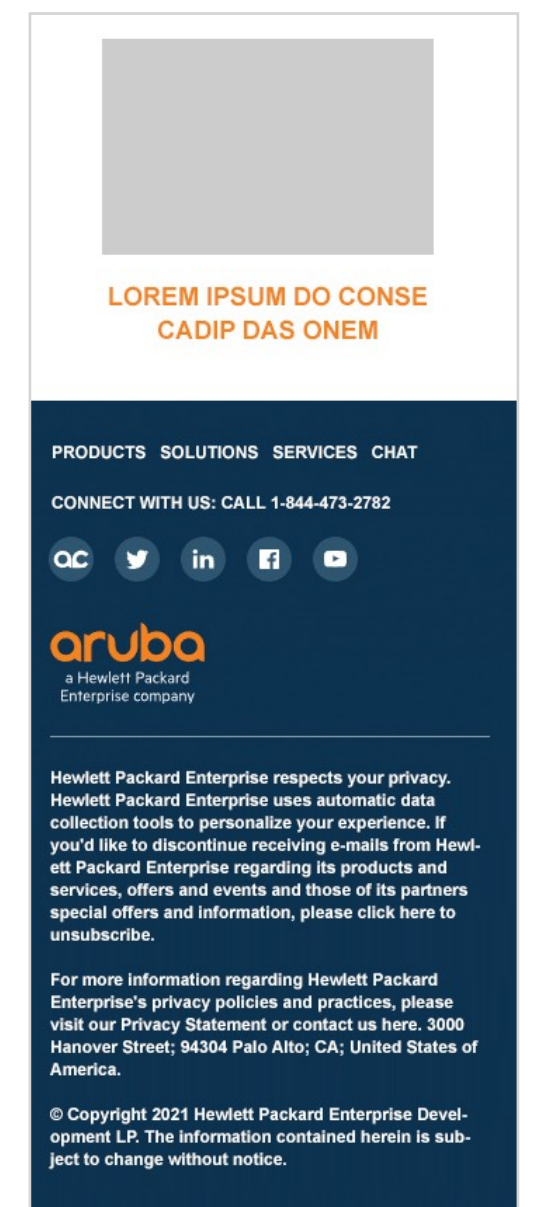 LOREM IPSUM DO CONSE
CADIP DAS ONEM
PRODUCTS SOLUTIONS SERVICES CHAT
CONNECT WITH US: CALL 1-844-473-2782
ac in f
aruba
a Hewlett Packard
Enterprise company
Hewlett Packard Enterprise respects your privacy.
Hewlett Packard Enterprise uses automatic data
collection tools to personalize your experience. If
you'd like to discontinue receiving e-mails from Hewl-
ett Packard Enterprise regarding its products and
services, offers and events and those of its partners
special offers and information, please click here to
unsubscribe.
For more information regarding Hewlett Packard
Enterprise's privacy policies and practices, please
visit our Privacy Statement or contact us here. 3000
Hanover Street; 94304 Palo Alto; CA; United States of
America.
© Copyright 2021 Hewlett Packard Enterprise Devel-
opment LP. The information contained herein is sub-
ject to change without notice.